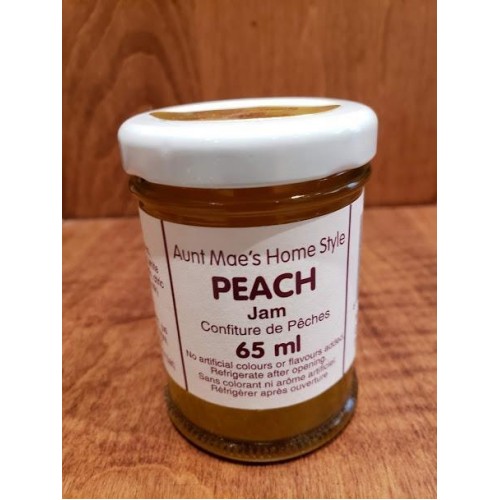 Aunt Mae's Home Style
PEACH
Jam
Confiture de Pêches
65 ml
No artificial colours or flavours added
Refrigerate after opening
Sans colorant ni arôme artificiel
Réfrigérer après ouverture